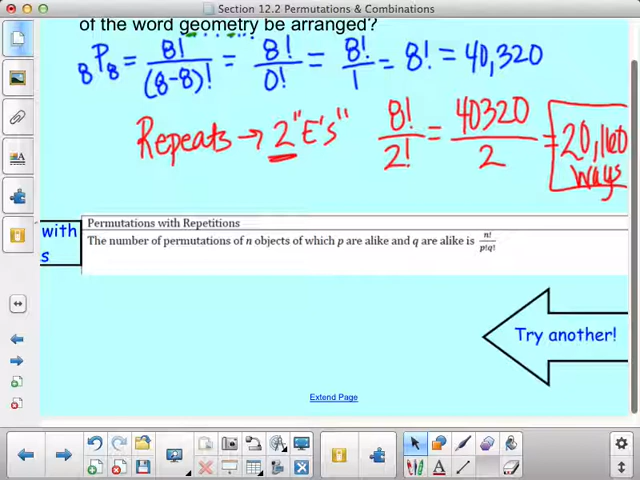 Section 12.2 Permutations & Combinations
of the word geometry be arranged?
₈P₈ = 8! / (8-8)! = 8! / 0! = 8! / 1 = 8! = 40,320
Repeats → 2 "E's" 8! / 2! = 40320 / 2 = 20,160 ways
with
s
Permutations with Repetitions
The number of permutations of n objects of which p are alike and q are alike is n! / p!q!
Try another!
Extend Page